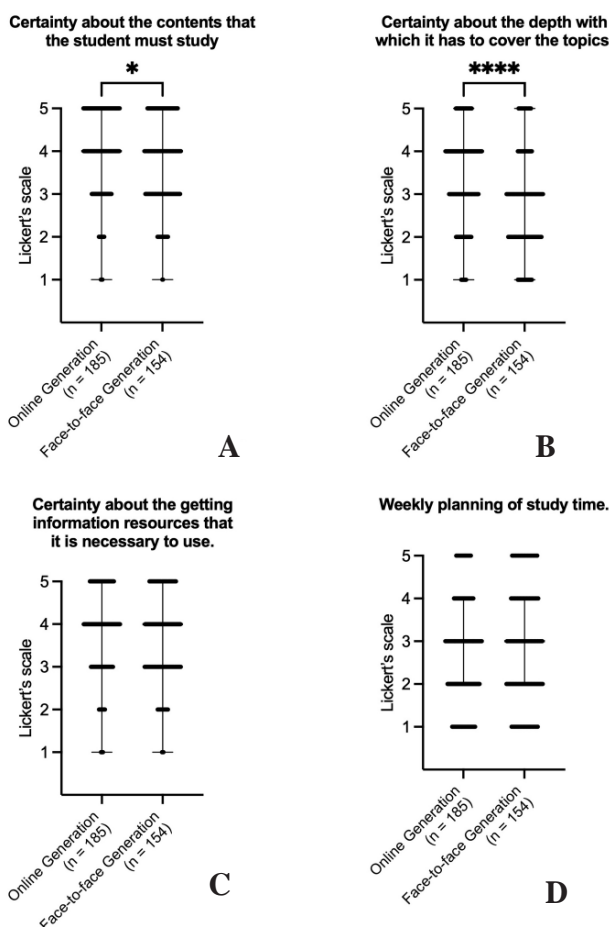 Certainty about the contents that
the student must study
*
5
4
3
2
1
Lickert's scale
Online Generation
(n = 185)
Face-to-face Generation
(n = 154)
A
Certainty about the depth with
which it has to cover the topics
****
5
4
3
2
1
Lickert's scale
Online Generation
(n = 185)
Face-to-face Generation
(n = 154)
B
Certainty about the getting
information resources that
it is necessary to use.
5
4
3
2
1
Lickert's scale
Online Generation
(n = 185)
Face-to-face Generation
(n = 154)
C
Weekly planning of study time.
5
4
3
2
1
Lickert's scale
Online Generation
(n = 185)
Face-to-face Generation
(n = 154)
D